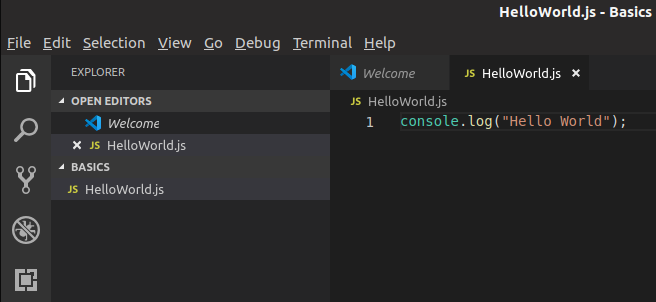 HelloWorld.js - Basics
File Edit Selection View Go Debug Terminal Help
EXPLORER
OPEN EDITORS
Welcome
JS HelloWorld.js
BASICS
JS HelloWorld.js
Welcome JS HelloWorld.js
JS HelloWorld.js
1 console.log("Hello World");